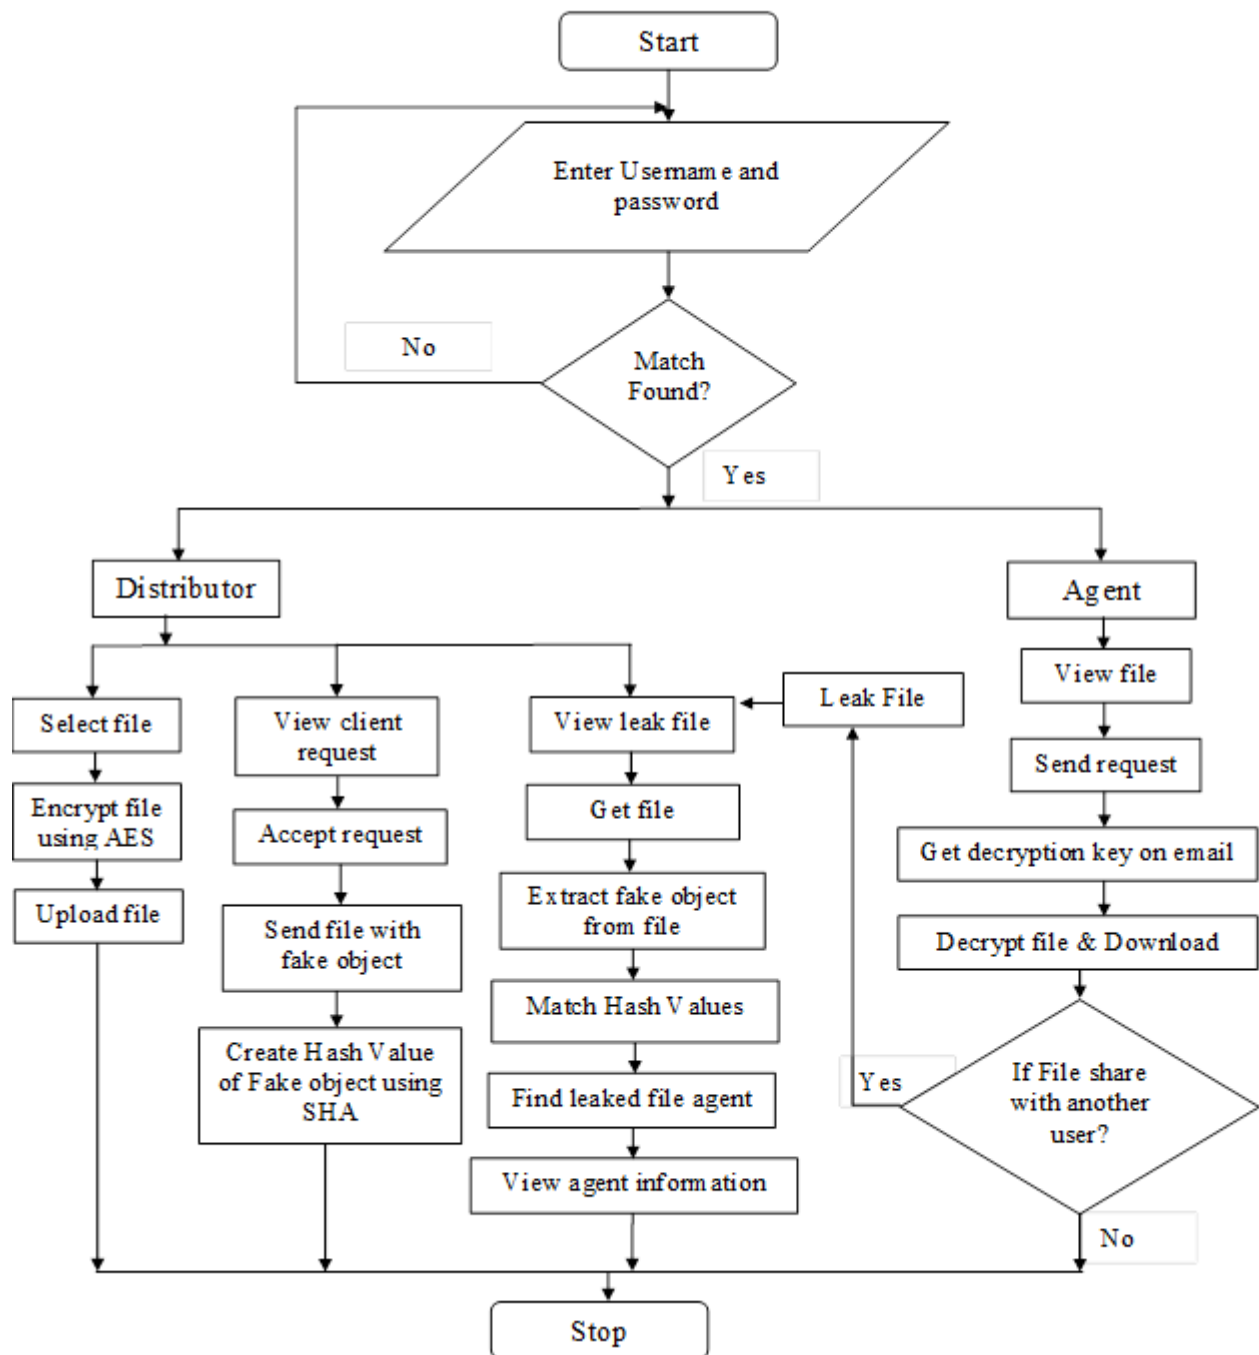 Start
Enter Username and
password
No
Match
Found?
Yes
Distributor
Agent
Select file
Encrypt file
using AES
Upload file
View client
request
Accept request
Send file with
fake object
Create Hash Value
of Fake object using
SHA
View leak file
Get file
Extract fake object
from file
Match Hash Values
Find leaked file agent
View agent information
Leak File
View file
Send request
Get decryption key on email
Decrypt file & Download
Yes
If File share
with another
user?
No
Stop